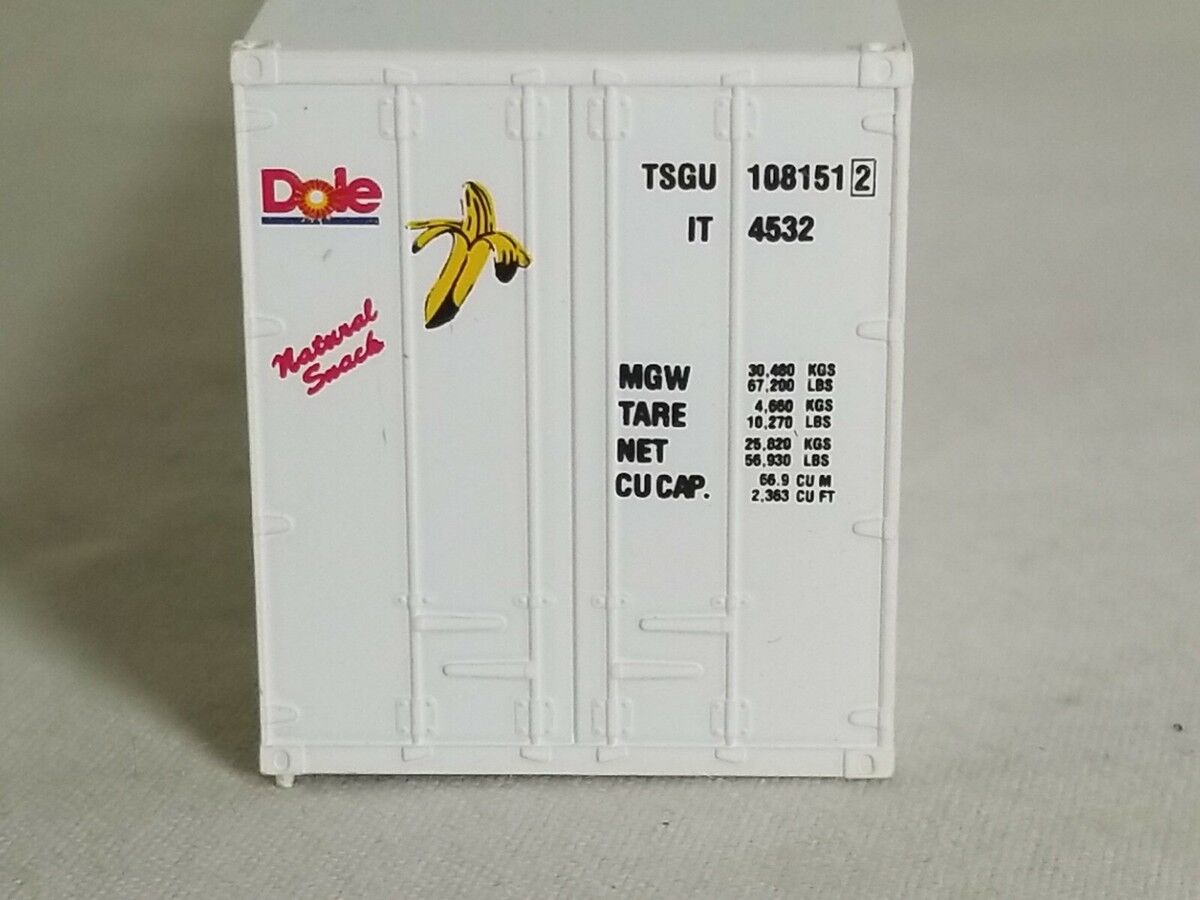 Dole
Natural
Snack
TSGU 108151 2
IT 4532
MGW 30,480 KGS
67,200 LBS
TARE 4,660 KGS
10,270 LBS
NET 25,820 KGS
56,930 LBS
CU CAP. 66.9 CU M
2,363 CU FT